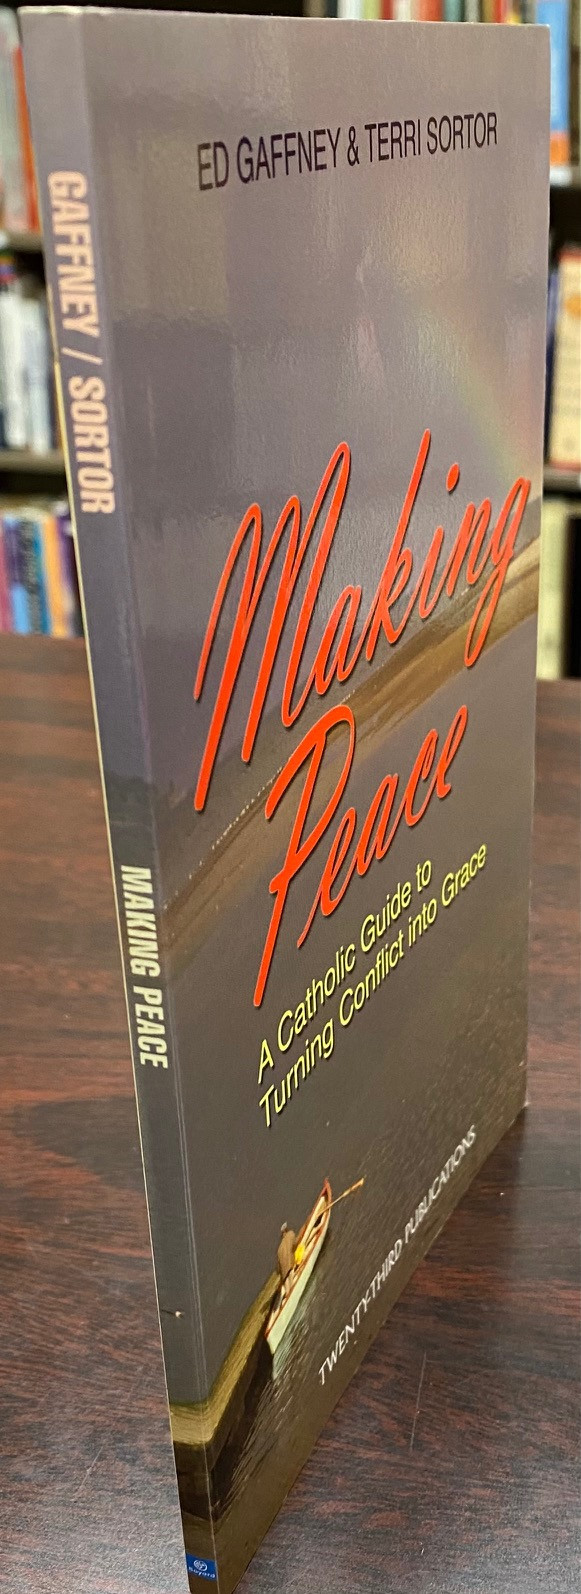 ED GAFFNEY & TERRI SORTOR
Making
Peace
A Catholic Guide to
Turning Conflict into Grace
TWENTY-THIRD PUBLICATIONS
GAFFNEY / SORTOR
MAKING PEACE
Bayard